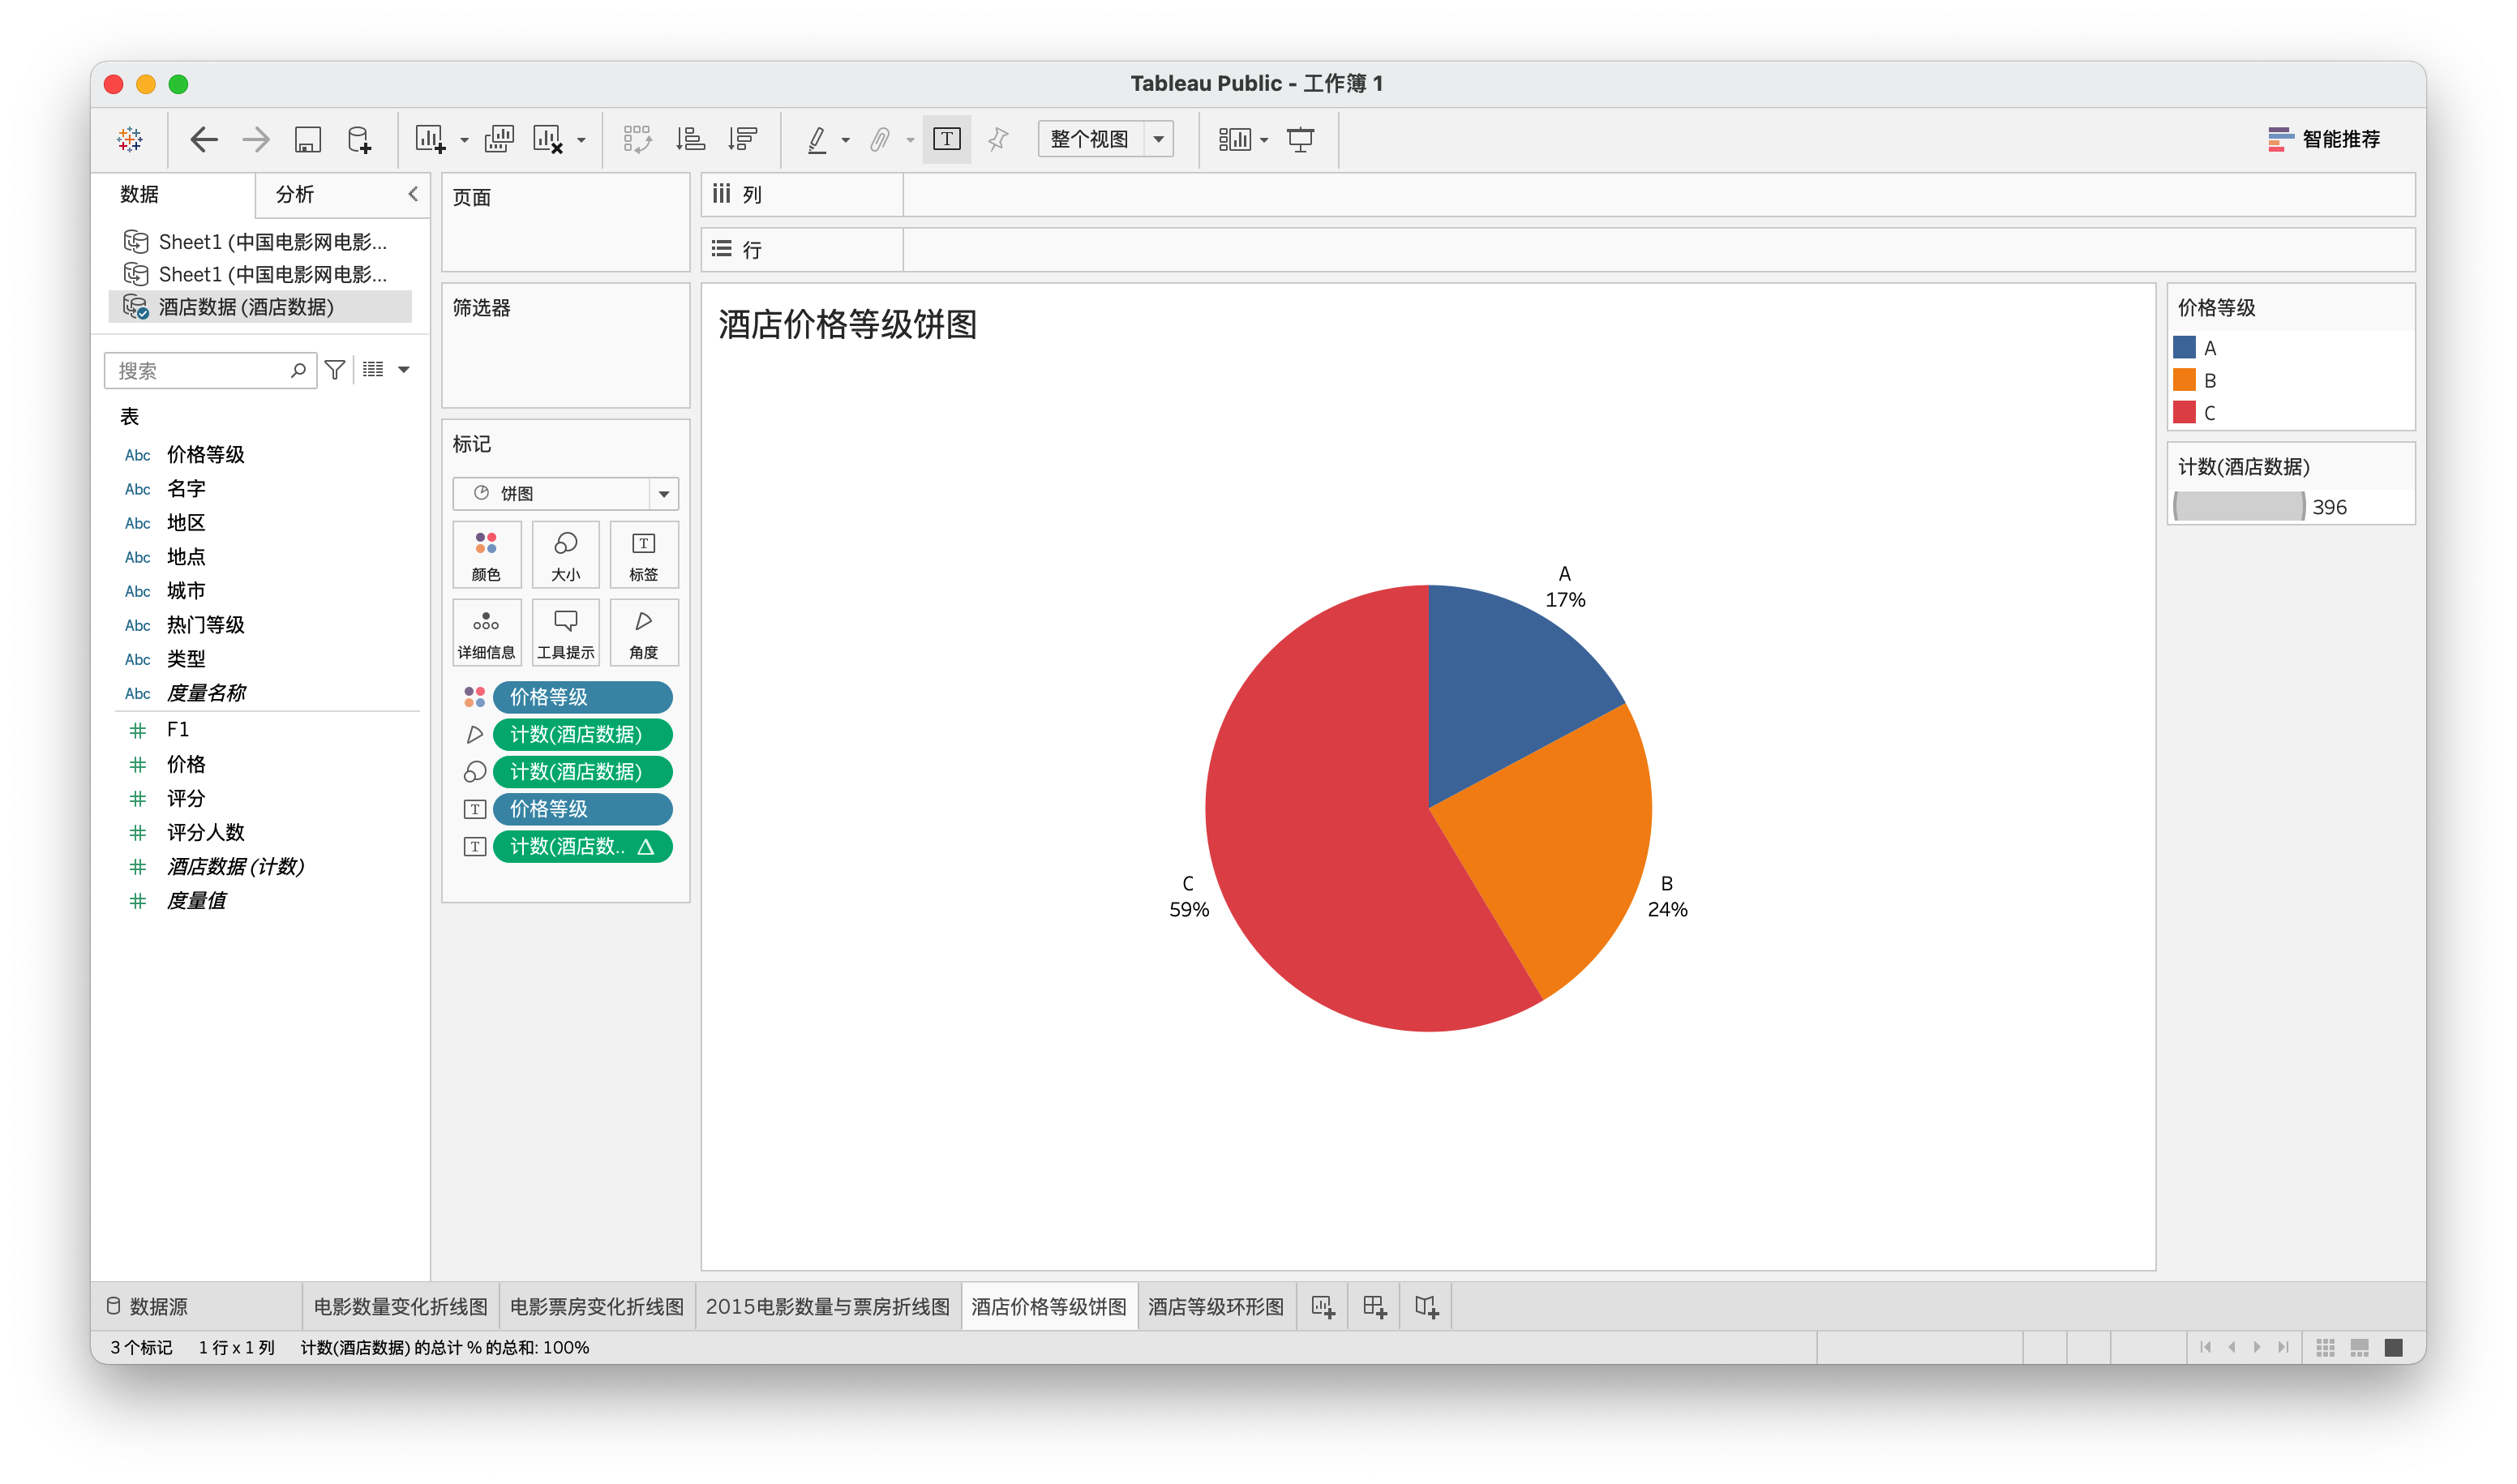 Tableau Public - 工作簿 1
整个视图
智能推荐
数据
分析
Sheet1 (中国电影网电影...
Sheet1 (中国电影网电影...
酒店数据 (酒店数据)
搜索
表
Abc 价格等级
Abc 名字
Abc 地区
Abc 地点
Abc 城市
Abc 热门等级
Abc 类型
Abc 度量名称
F1
价格
评分
评分人数
酒店数据 (计数)
度量值
页面
筛选器
标记
饼图
颜色
大小
T
标签
详细信息
工具提示
角度
价格等级
计数(酒店数据)
计数(酒店数据)
T 价格等级
T 计数(酒店数.. Δ
列
行
酒店价格等级饼图
A
17%
B
24%
C
59%
价格等级
A
B
C
计数(酒店数据)
396
数据源
电影数量变化折线图
电影票房变化折线图
2015电影数量与票房折线图
酒店价格等级饼图
酒店等级环形图
3 个标记
1 行 x 1 列
计数(酒店数据) 的总计 % 的总和: 100%